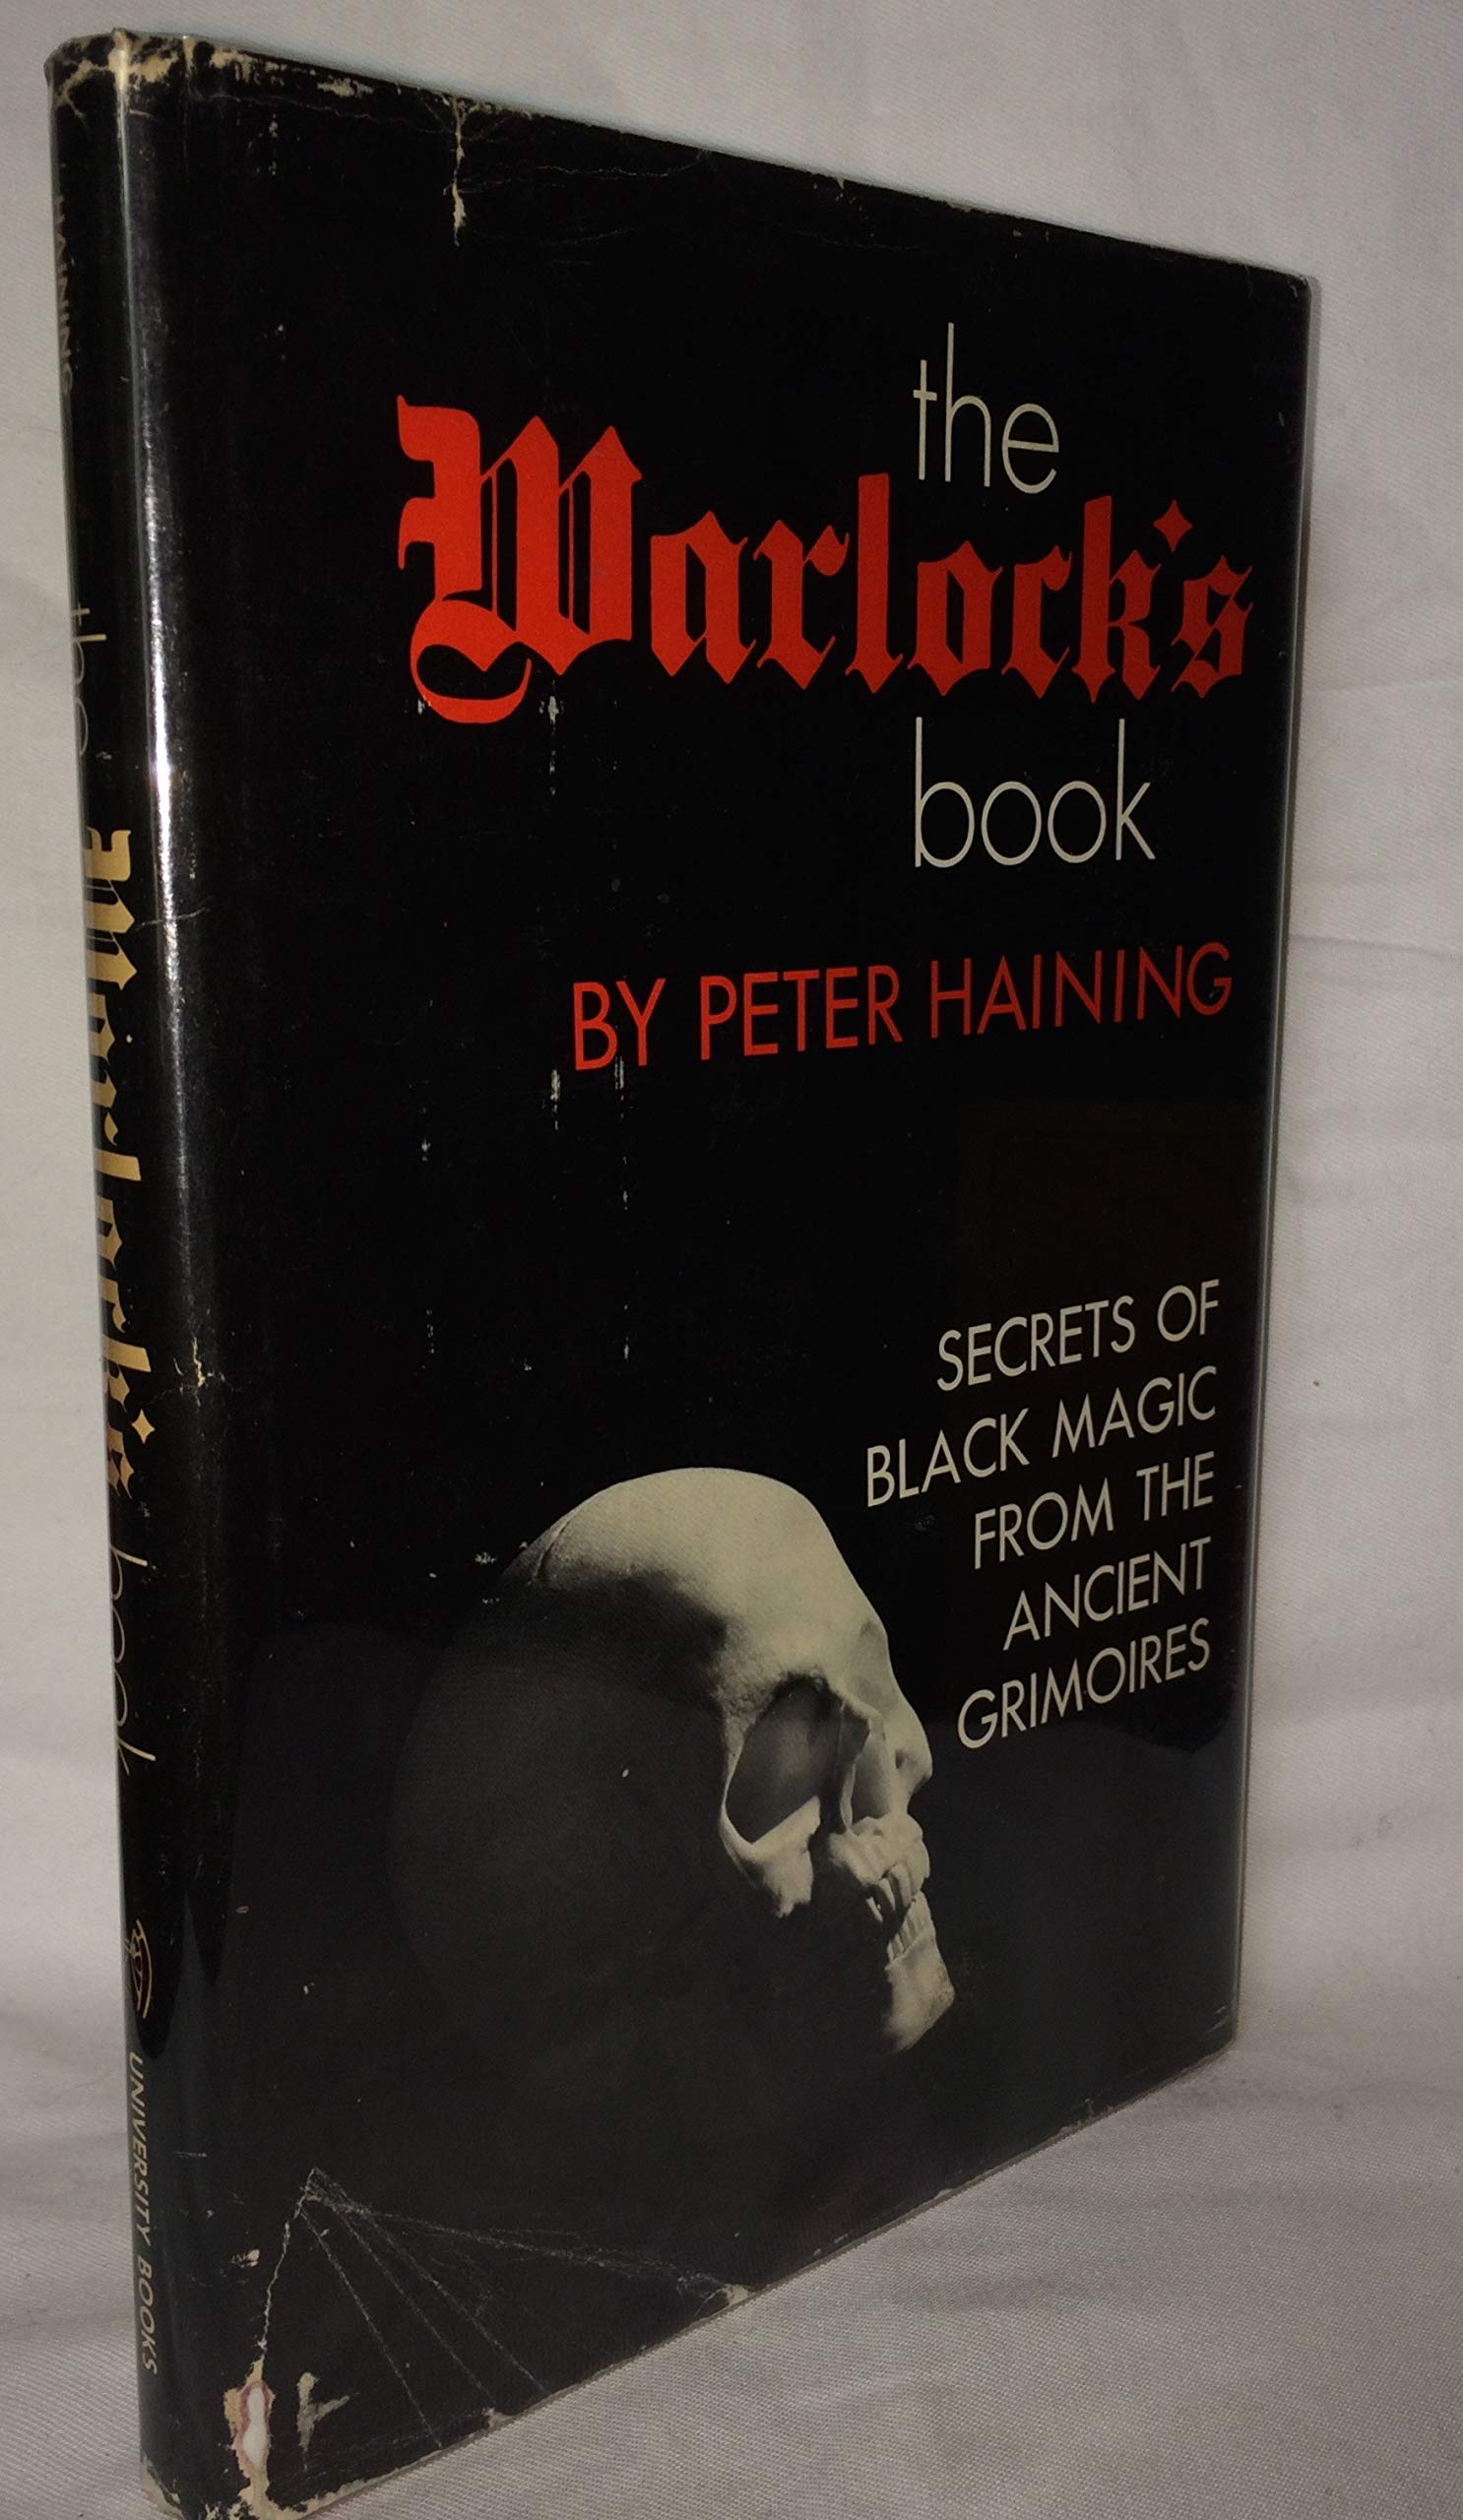 the
Warlock's
book
BY PETER HAINING
SECRETS OF
BLACK MAGIC
FROM THE
ANCIENT
GRIMOIRES
HAINING
the Warlock's book
UNIVERSITY BOOKS